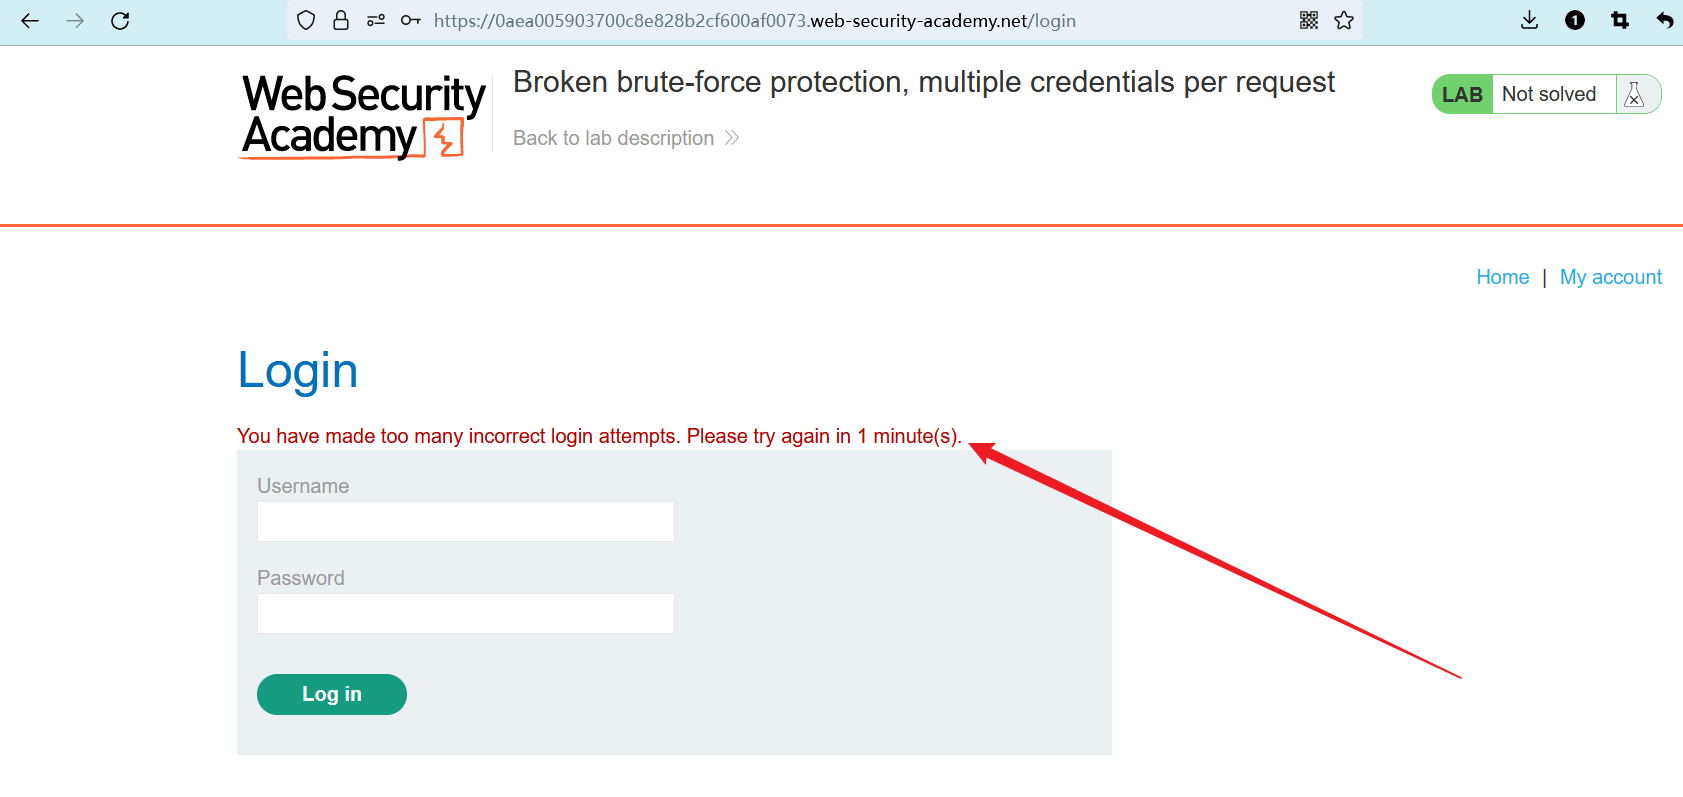 https://0aea005903700c8e828b2cf600af0073.web-security-academy.net/login
1
Web Security
Academy
Broken brute-force protection, multiple credentials per request
Back to lab description
LAB Not solved
Home | My account
Login
You have made too many incorrect login attempts. Please try again in 1 minute(s).
Username
Password
Log in